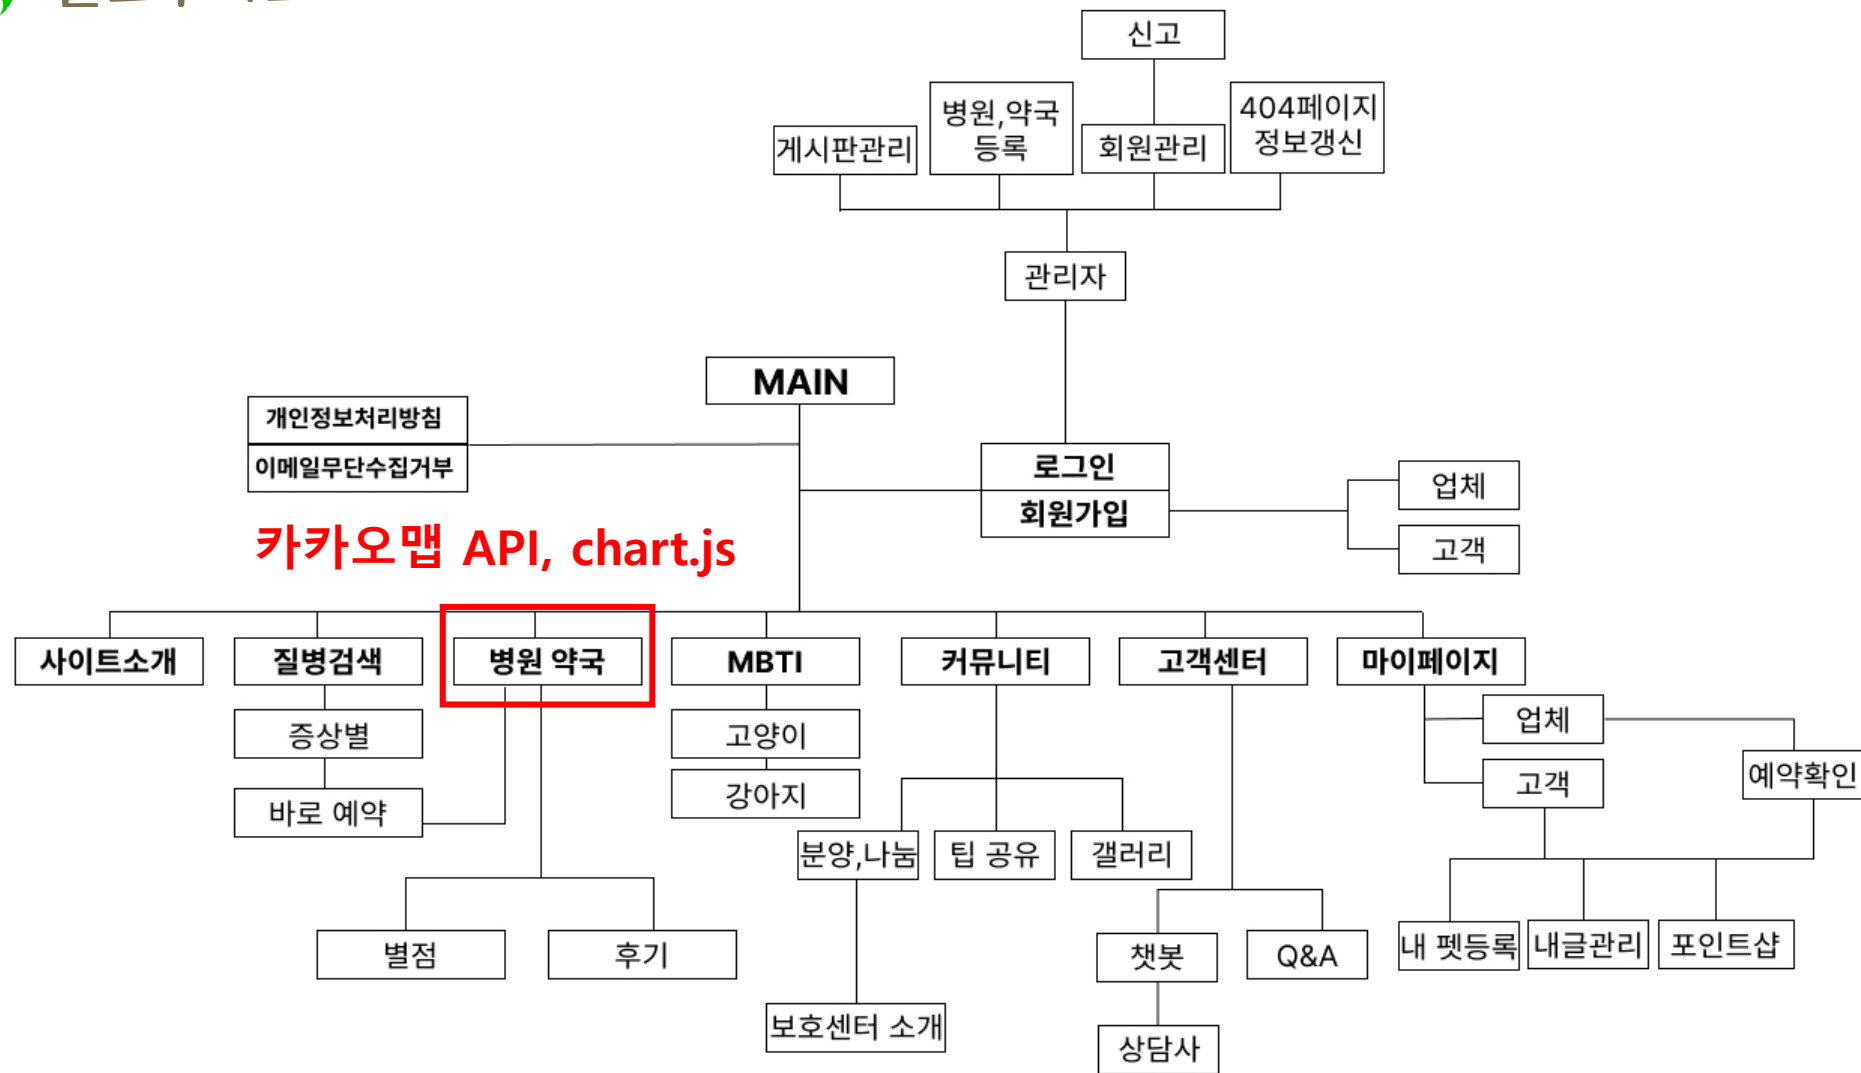 신고
병원,약국
등록
404페이지
정보갱신
게시판관리
회원관리
관리자
MAIN
개인정보처리방침
이메일무단수집거부
로그인
회원가입
업체
고객
카카오맵 API, chart.js
사이트소개
질병검색
병원 약국
MBTI
커뮤니티
고객센터
마이페이지
증상별
바로 예약
고양이
강아지
업체
고객
예약확인
분양,나눔
팁 공유
갤러리
별점
후기
챗봇
Q&A
내 펫등록
내글관리
포인트샵
보호센터 소개
상담사